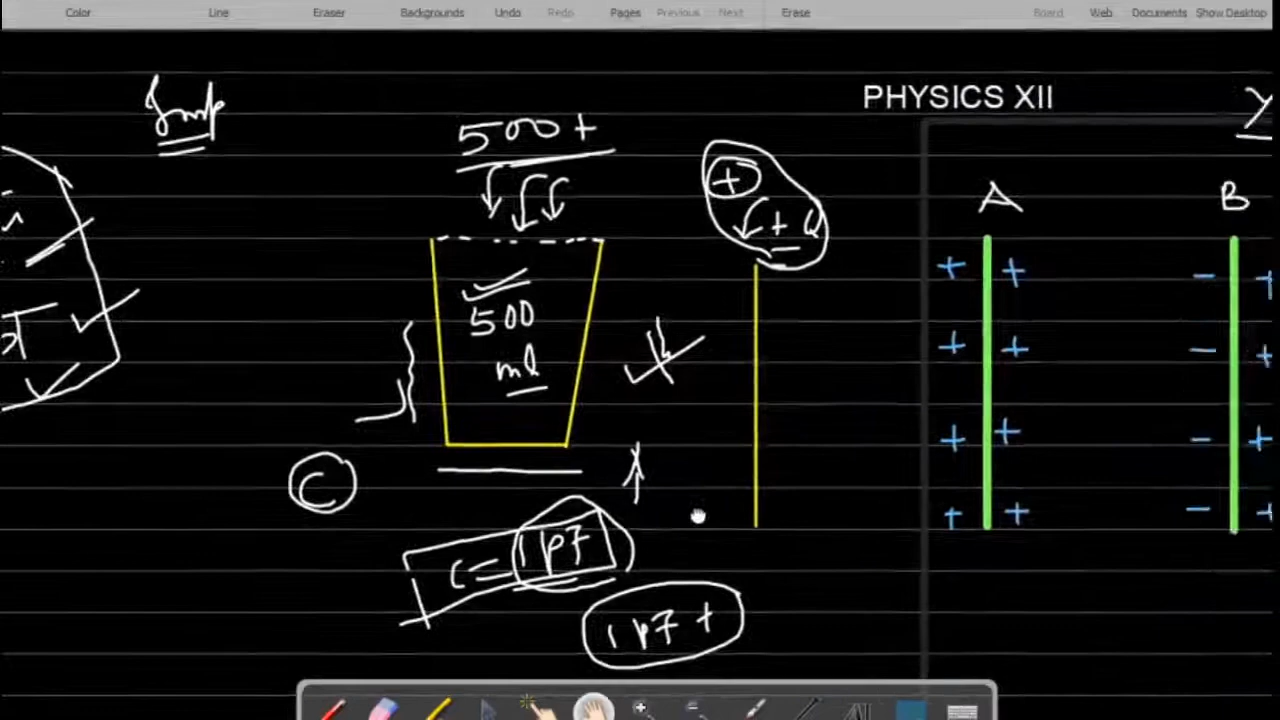 Color Line Eraser Backgrounds Undo Redo Pages Previous Next Erase Board Web Documents Show Desktop
Imp
PHYSICS XII
Y
500+
+
+ Q
A B
500
ml
+ + - +
+ + - +
+ + - +
+ + - +
C
C = 1 pF
1 pF +